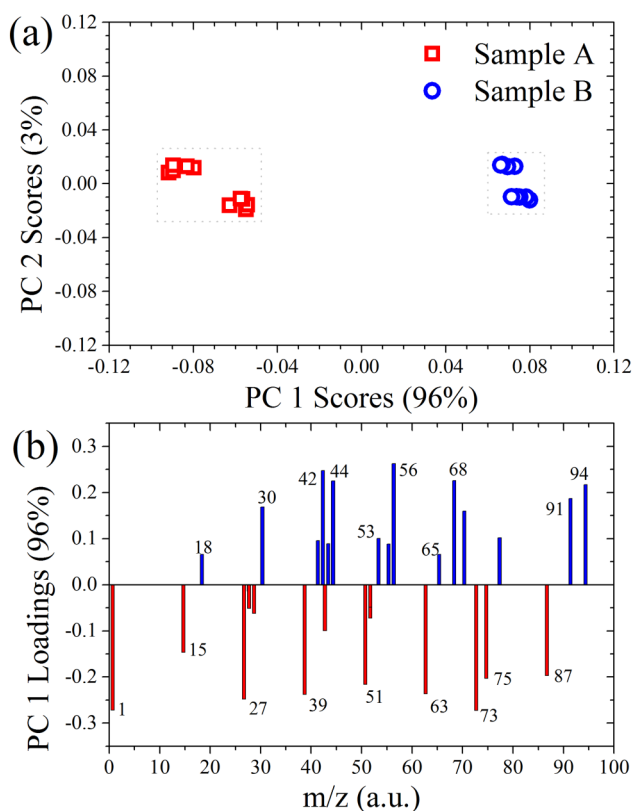 (a)
Sample A
Sample B
PC 2 Scores (3%)
0.12
0.08
0.04
0.00
-0.04
-0.08
-0.12
-0.12 -0.08 -0.04 0.00 0.04 0.08 0.12
PC 1 Scores (96%)
(b)
PC 1 Loadings (96%)
0.3
0.2
0.1
0.0
-0.1
-0.2
-0.3
18 30 42 44 53 56 65 68 91 94
1 15 27 39 51 63 73 75 87
0 10 20 30 40 50 60 70 80 90 100
m/z (a.u.)